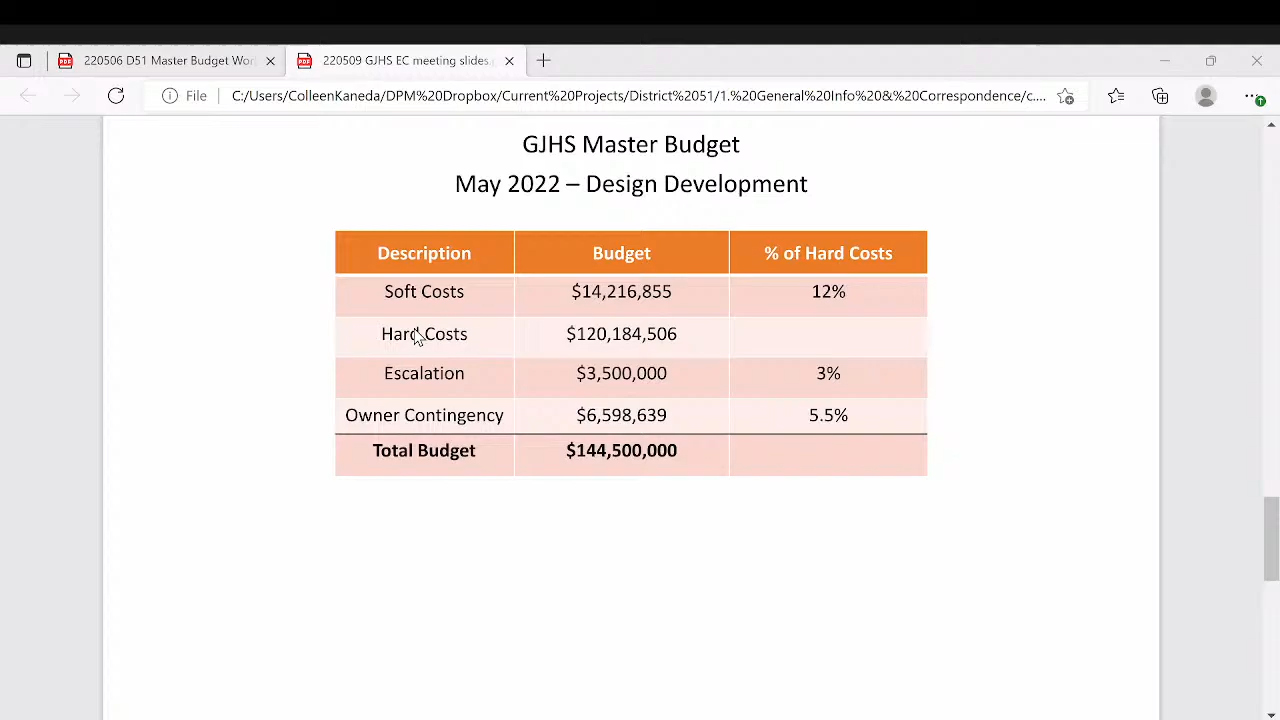 220506 D51 Master Budget Wor
220509 GJHS EC meeting slides.
File
C:/Users/ColleenKaneda/DPM%20Dropbox/Current%20Projects/District%2051/1.%20General%20Info%20&%20Correspondence/c...
GJHS Master Budget
May 2022 – Design Development
Description Budget % of Hard Costs
Soft Costs $14,216,855 12%
Hard Costs $120,184,506
Escalation $3,500,000 3%
Owner Contingency $6,598,639 5.5%
Total Budget $144,500,000